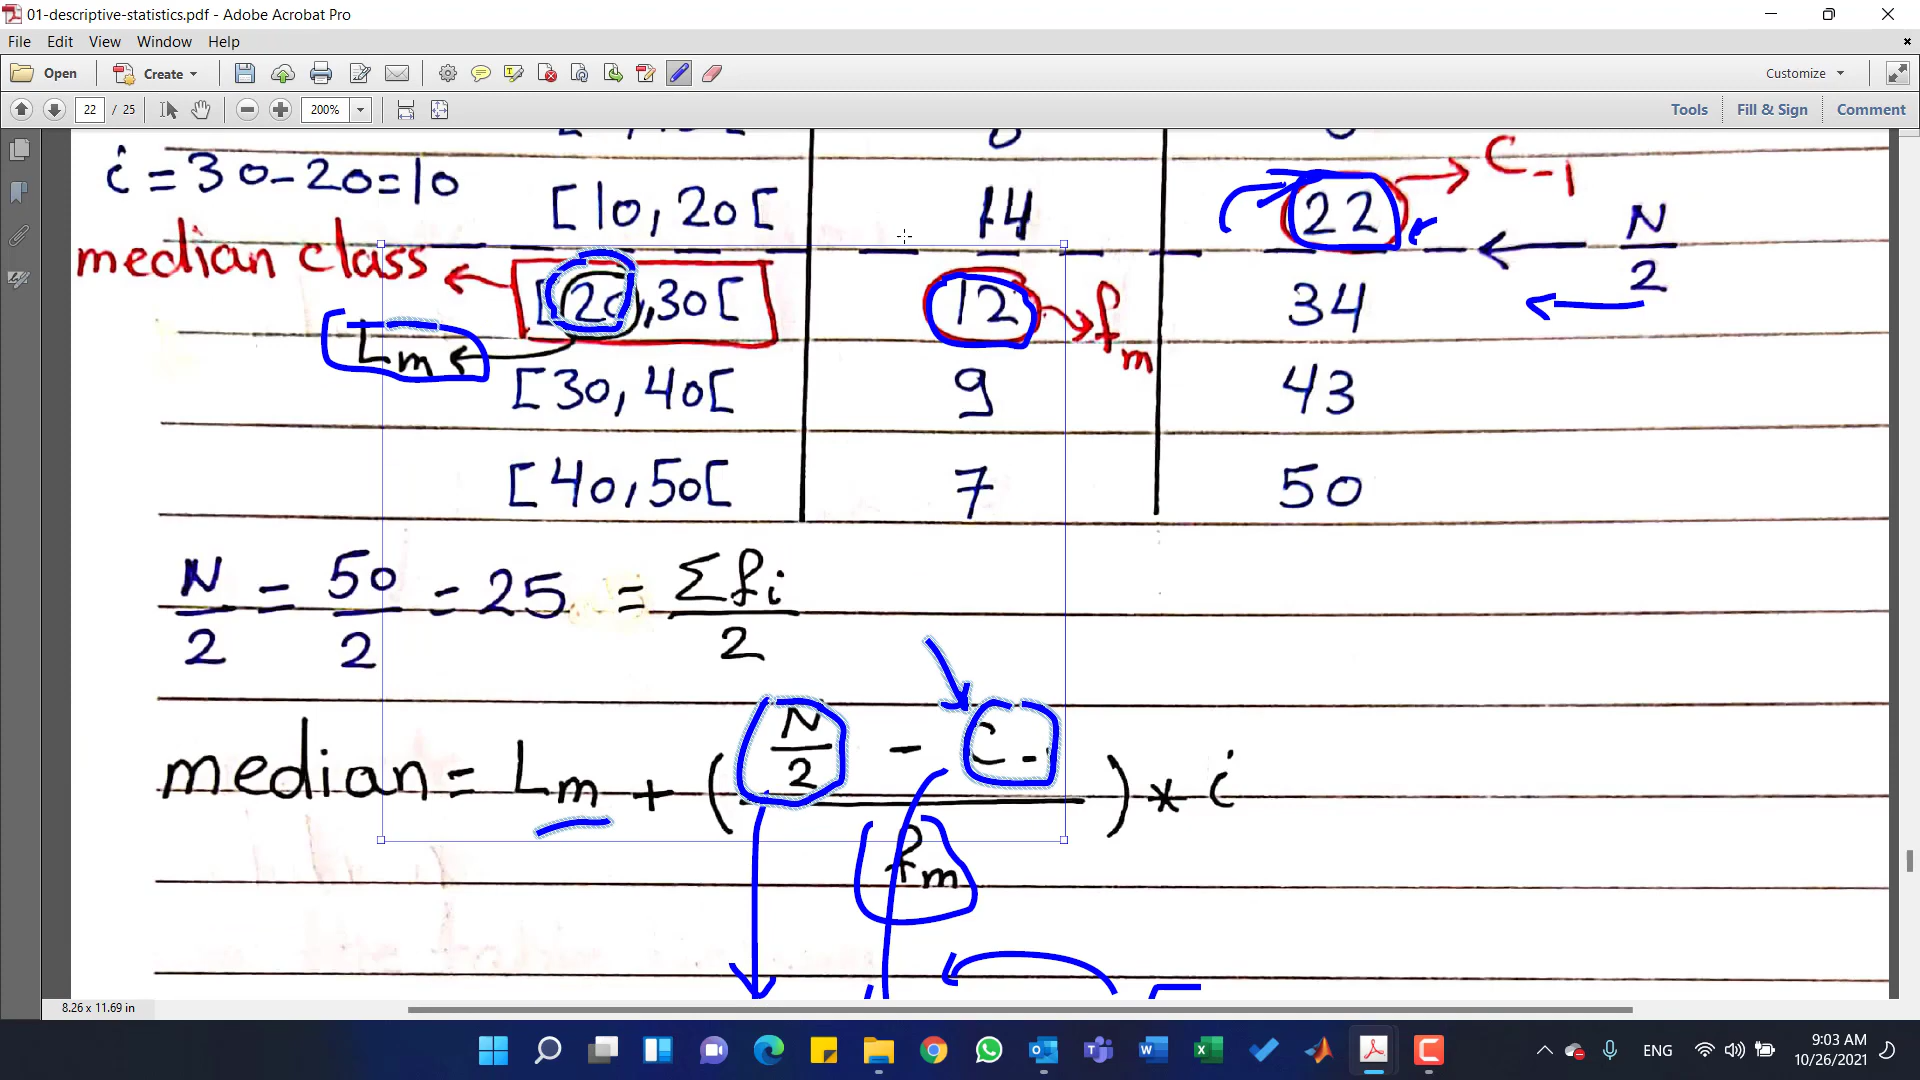 01-descriptive-statistics.pdf - Adobe Acrobat Pro
File Edit View Window Help
Open Create Customize
22 / 25 200% Tools Fill & Sign Comment
i = 30-20=10
[10, 20[ 14 22 C-1
N/2
median class [20,30[ 12 fm 34
Lm
[30, 40[ 9 43
[40,50[ 7 50
N/2 = 50/2 = 25 = Σfi/2
median = Lm + ( (N/2 - C-1) / fm ) * i
8.26 x 11.69 in
ENG
9:03 AM
10/26/2021